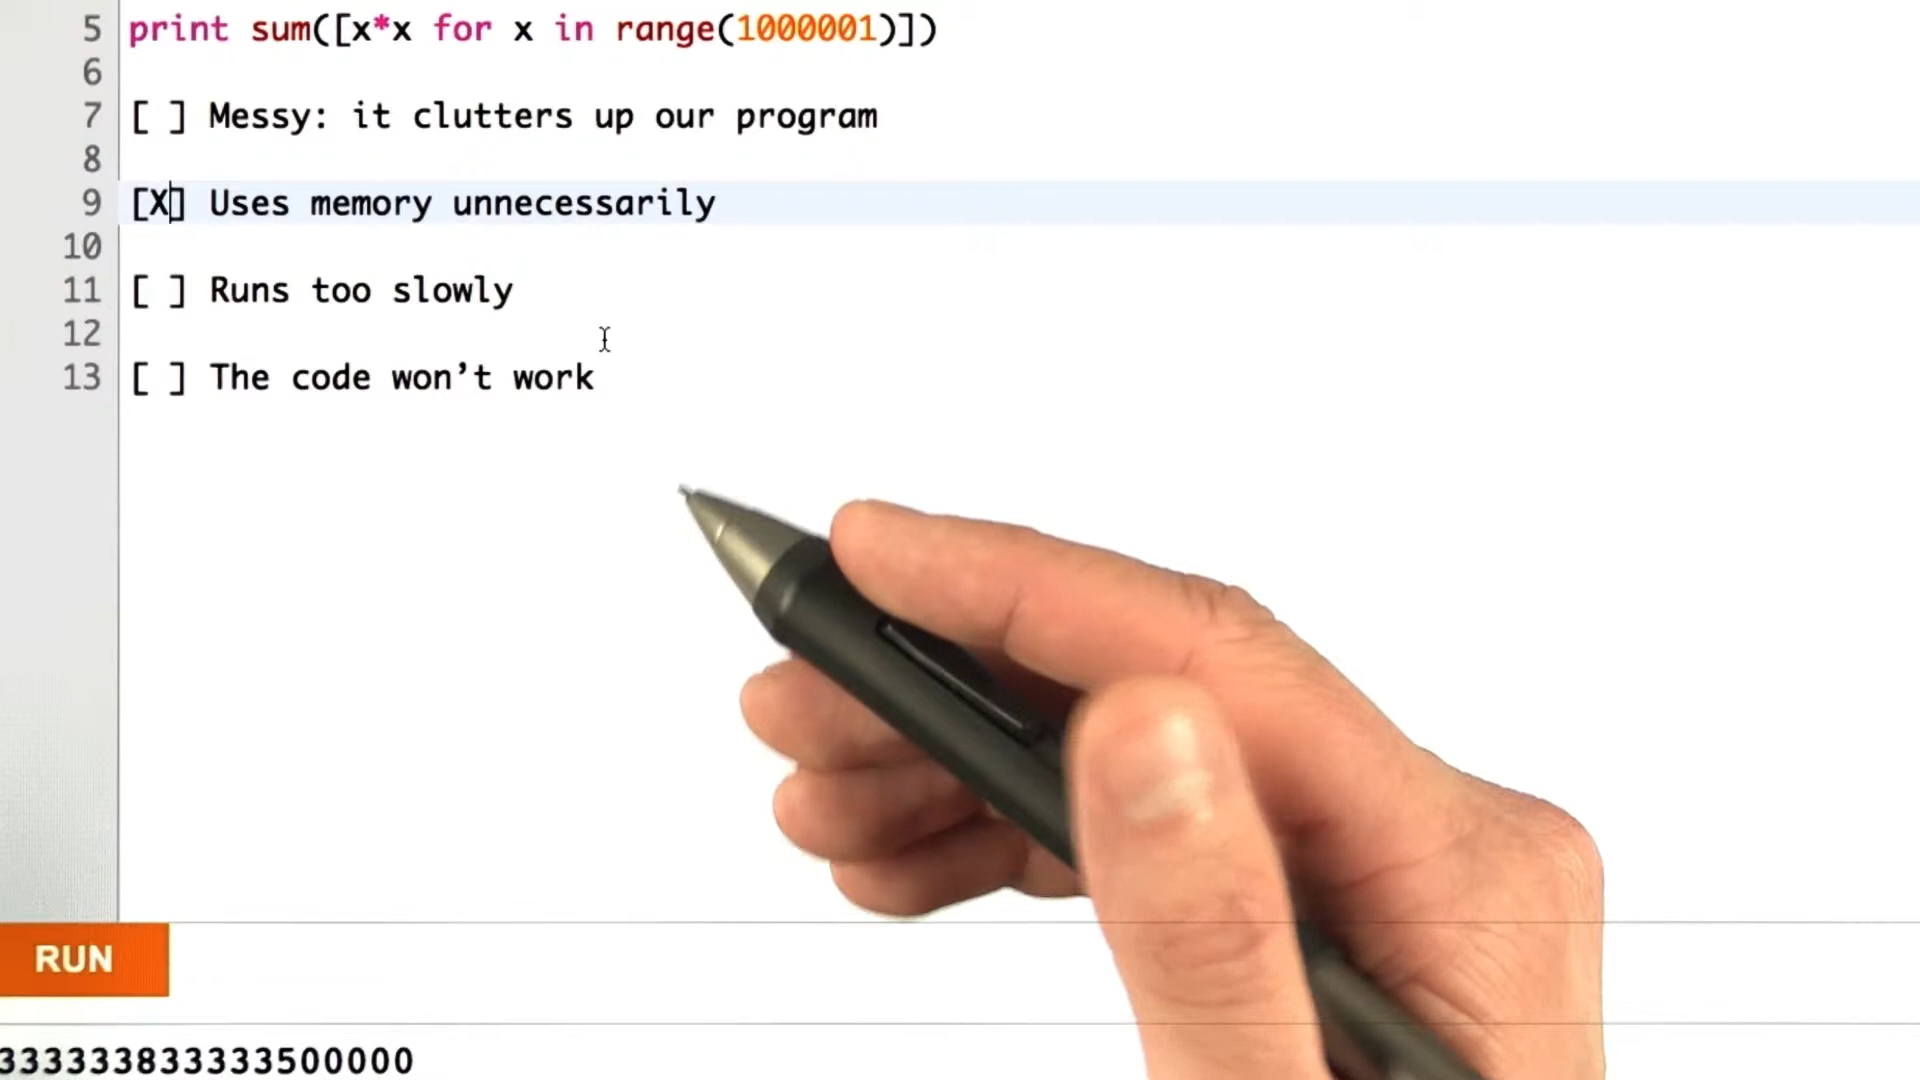 5 print sum([x*x for x in range(1000001)])
6
7 [ ] Messy: it clutters up our program
8
9 [X] Uses memory unnecessarily
10
11 [ ] Runs too slowly
12
13 [ ] The code won’t work
RUN
333333833333500000